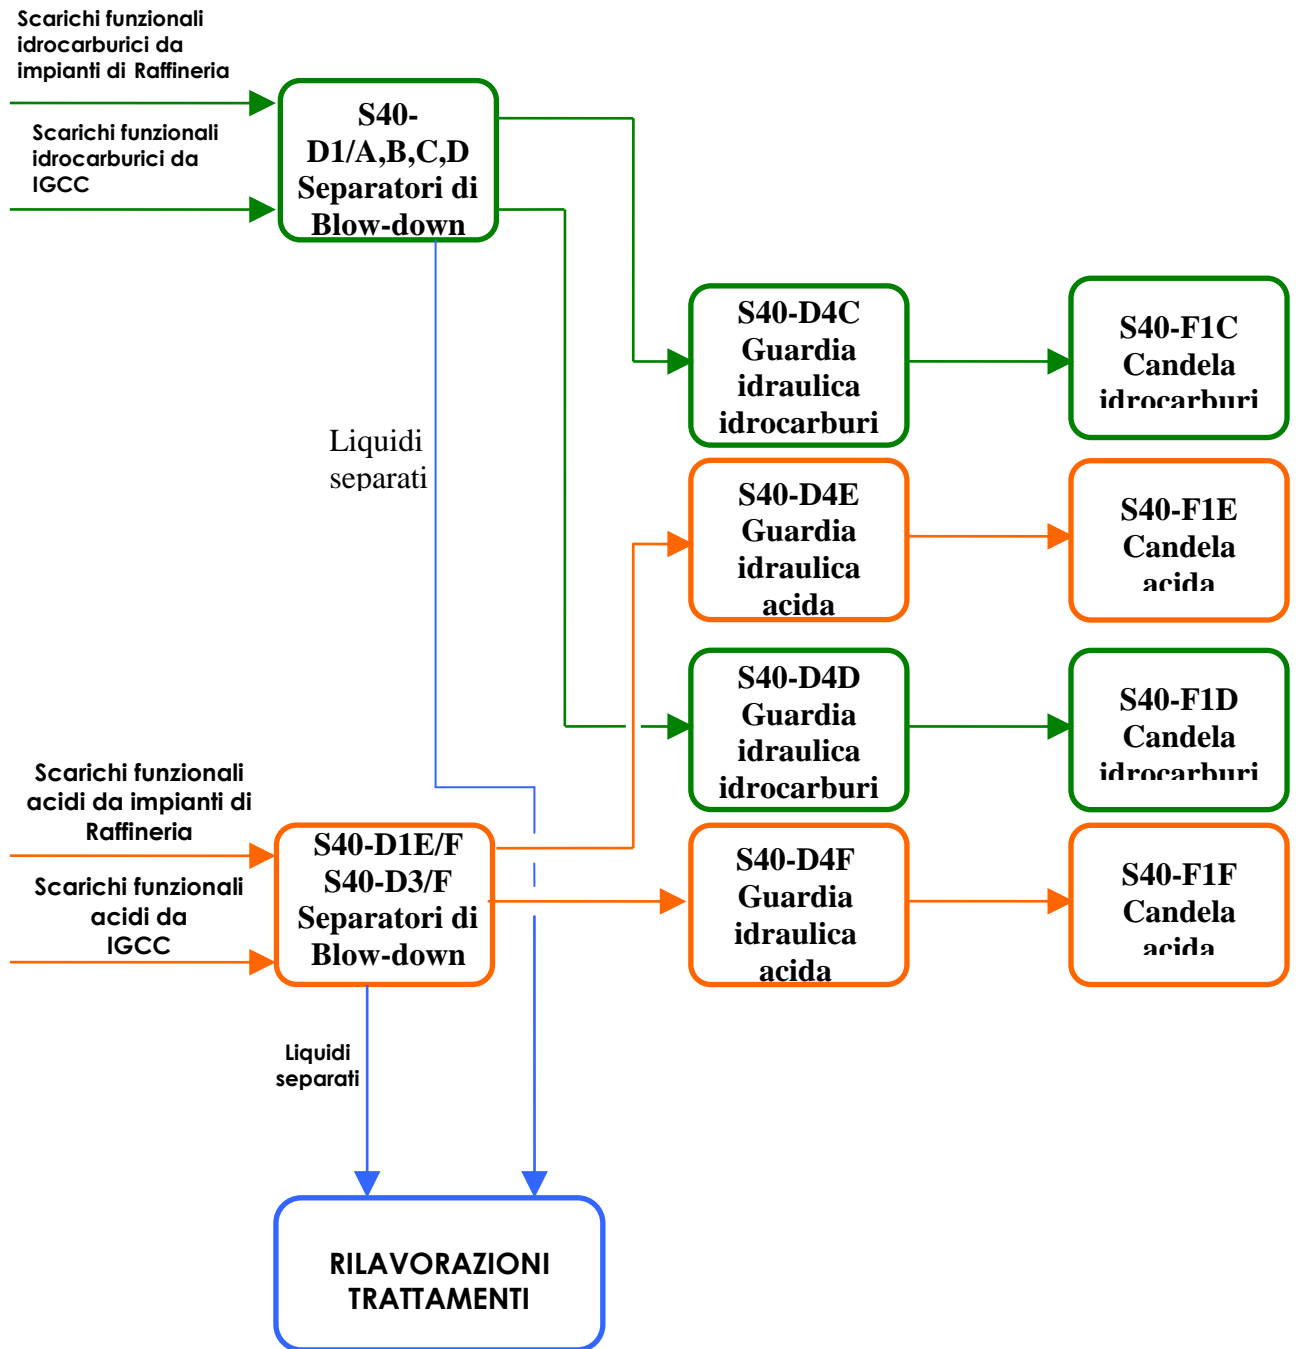 Scarichi funzionali
idrocarburici da
impianti di Raffineria
Scarichi funzionali
idrocarburici da
IGCC
S40-
D1/A,B,C,D
Separatori di
Blow-down
Liquidi
separati
S40-D4C
Guardia
idraulica
idrocarburi
S40-F1C
Candela
idrocarburi
S40-D4E
Guardia
idraulica
acida
S40-F1E
Candela
acida
S40-D4D
Guardia
idraulica
idrocarburi
S40-F1D
Candela
idrocarburi
Scarichi funzionali
acidi da impianti di
Raffineria
Scarichi funzionali
acidi da
IGCC
S40-D1E/F
S40-D3/F
Separatori di
Blow-down
S40-D4F
Guardia
idraulica
acida
S40-F1F
Candela
acida
Liquidi
separati
RILAVORAZIONI
TRATTAMENTI